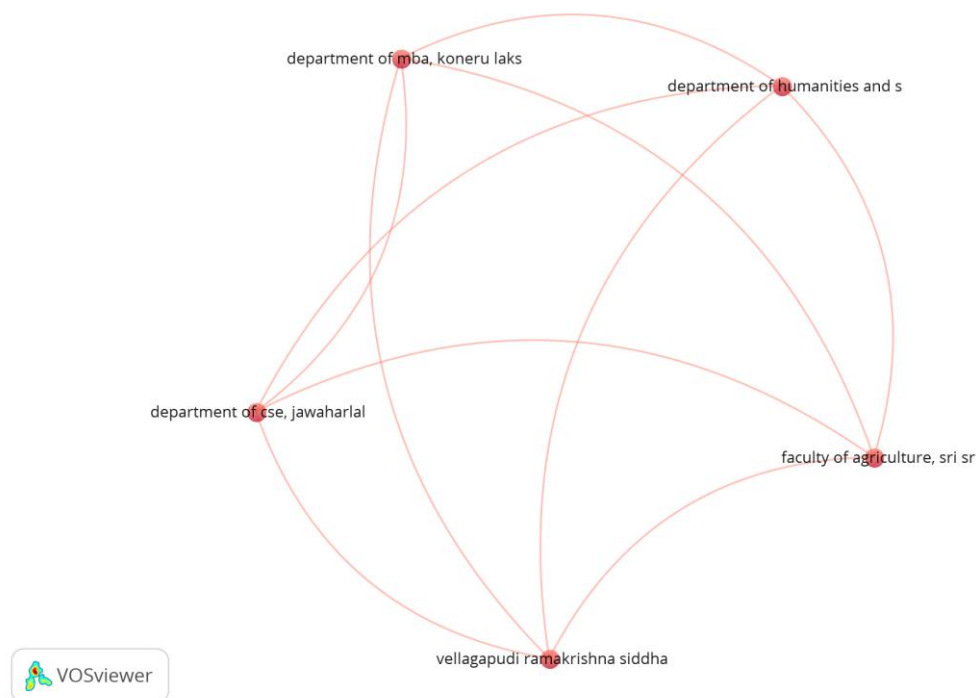 department of mba, koneru laks
department of humanities and s
department of cse, jawaharlal
faculty of agriculture, sri sr
vellagapudi ramakrishna siddha
VOSviewer